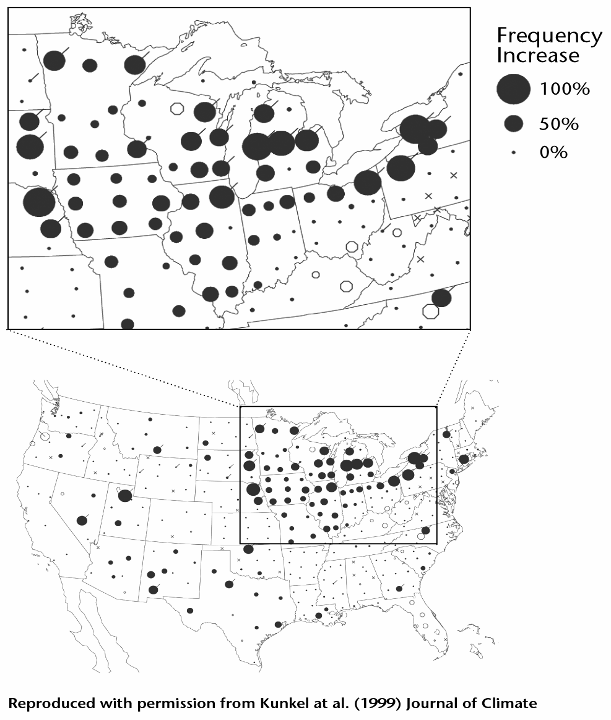 Frequency
Increase
100%
50%
0%
Reproduced with permission from Kunkel at al. (1999) Journal of Climate